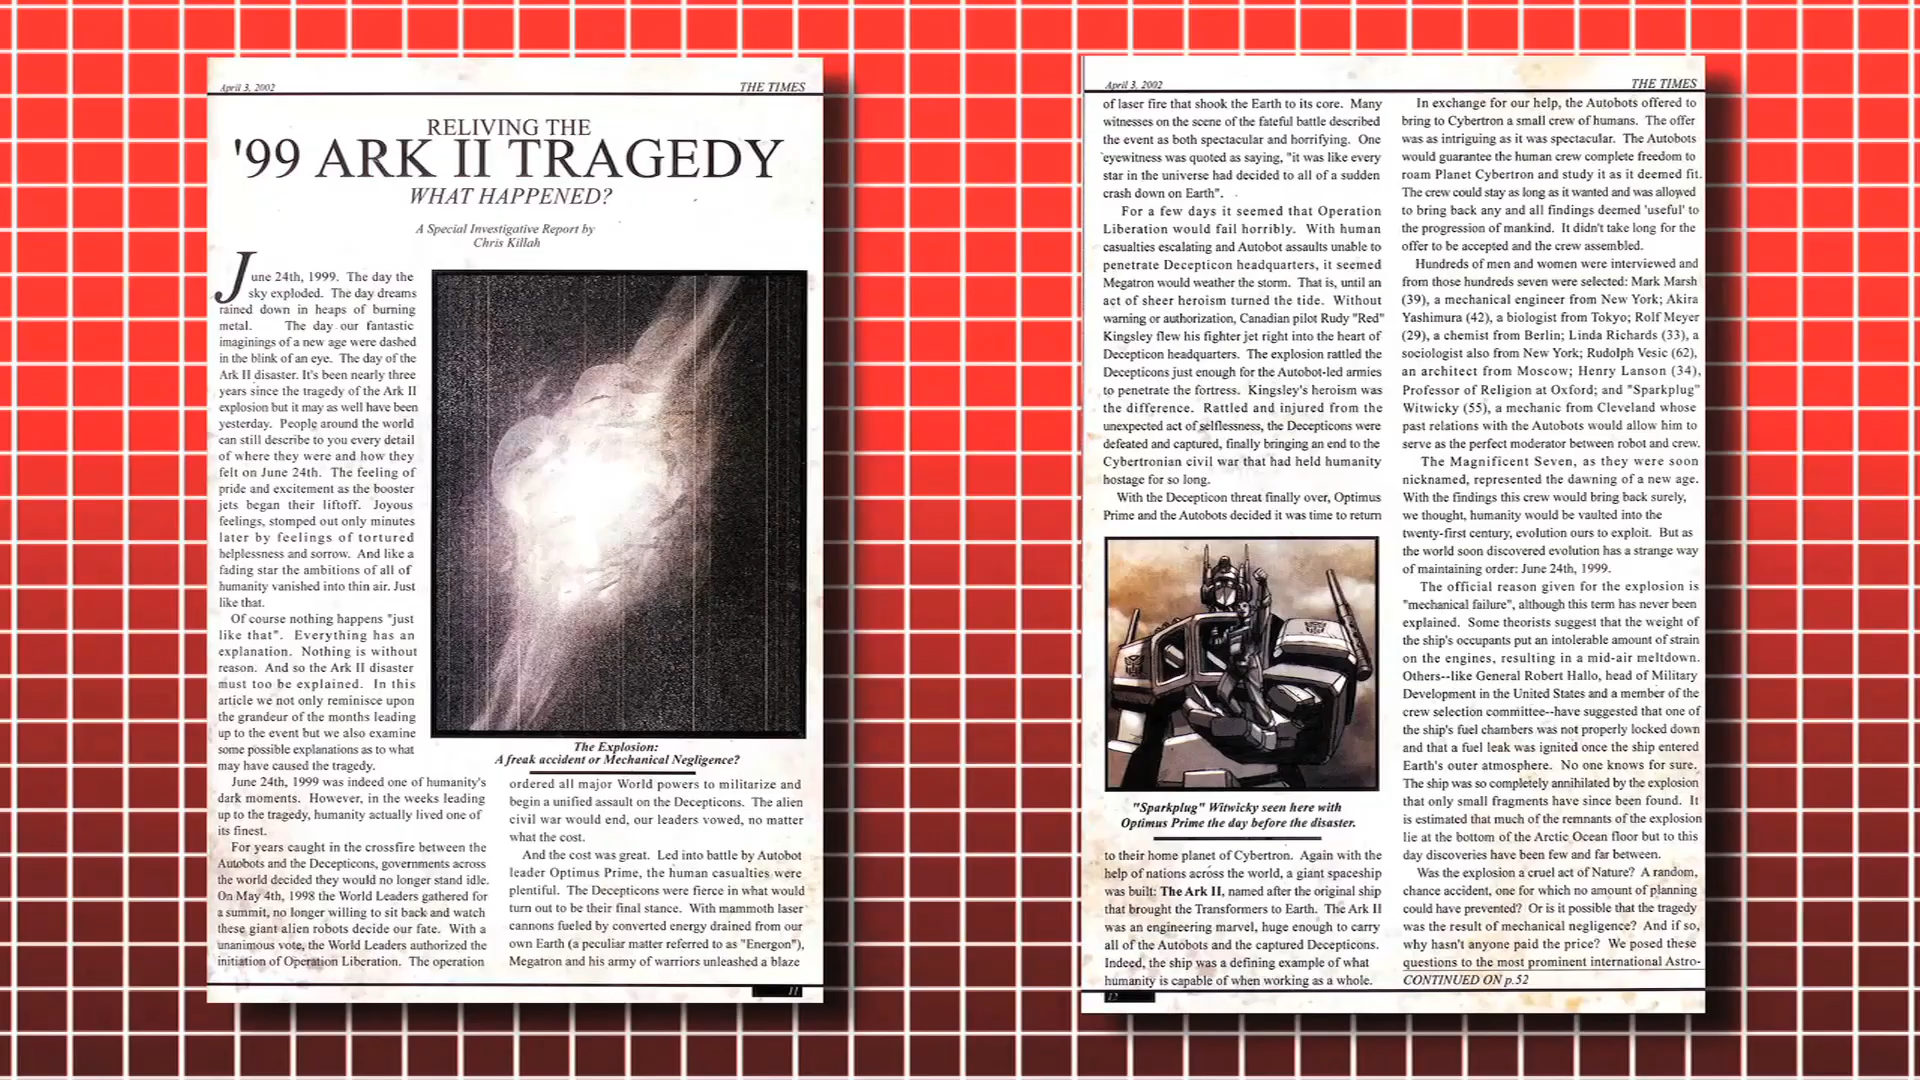 April 3, 2002
THE TIMES
RELIVING THE
'99 ARK II TRAGEDY
WHAT HAPPENED?
A Special Investigative Report by
Chris Killah
June 24th, 1999. The day the
sky exploded. The day dreams
rained down in heaps of burning
metal. The day our fantastic
imaginings of a new age were dashed
in the blink of an eye. The day of the
Ark II disaster. It's been nearly three
years since the tragedy of the Ark II
explosion but it may as well have been
yesterday. People around the world
can still describe to you every detail
of where they were and how they
felt on June 24th. The feeling of
pride and excitement as the booster
jets began their liftoff. Joyous
feelings, stomped out only minutes
later by feelings of tortured
helplessness and sorrow. And like a
fading star the ambitions of all of
humanity vanished into thin air. Just
like that.
Of course nothing happens "just
like that". Everything has an
explanation. Nothing is without
reason. And so the Ark II disaster
must too be explained. In this
article we not only reminisce upon
the grandeur of the months leading
up to the event but we also examine
some possible explanations as to what
may have caused the tragedy.
June 24th, 1999 was indeed one of humanity's
dark moments. However, in the weeks leading
up to the tragedy, humanity actually lived one of
its finest.
For years caught in the crossfire between the
Autobots and the Decepticons, governments across
the world decided they would no longer stand idle.
On May 4th, 1998 the World Leaders gathered for
a summit, no longer willing to sit back and watch
these giant alien robots decide our fate. With a
unanimous vote, the World Leaders authorized the
initiation of Operation Liberation. The operation
The Explosion:
A freak accident or Mechanical Negligence?
ordered all major World powers to militarize and
begin a unified assault on the Decepticons. The alien
civil war would end, our leaders vowed, no matter
what the cost.
And the cost was great. Led into battle by Autobot
leader Optimus Prime, the human casualties were
plentiful. The Decepticons were fierce in what would
turn out to be their final stance. With mammoth laser
cannons fueled by converted energy drained from our
own Earth (a peculiar matter referred to as "Energon"),
Megatron and his army of warriors unleashed a blaze
11
April 3, 2002
THE TIMES
of laser fire that shook the Earth to its core. Many
witnesses on the scene of the fateful battle described
the event as both spectacular and horrifying. One
eyewitness was quoted as saying, "it was like every
star in the universe had decided to all of a sudden
crash down on Earth".
For a few days it seemed that Operation
Liberation would fail horribly. With human
casualties escalating and Autobot assaults unable to
penetrate Decepticon headquarters, it seemed
Megatron would weather the storm. That is, until an
act of sheer heroism turned the tide. Without
warning or authorization, Canadian pilot Rudy "Red"
Kingsley flew his fighter jet right into the heart of
Decepticon headquarters. The explosion rattled the
Decepticons just enough for the Autobot-led armies
to penetrate the fortress. Kingsley's heroism was
the difference. Rattled and injured from the
unexpected act of selflessness, the Decepticons were
defeated and captured, finally bringing an end to the
Cybertronian civil war that had held humanity
hostage for so long.
With the Decepticon threat finally over, Optimus
Prime and the Autobots decided it was time to return
"Sparkplug" Witwicky seen here with
Optimus Prime the day before the disaster.
to their home planet of Cybertron. Again with the
help of nations across the world, a giant spaceship
was built: The Ark II, named after the original ship
that brought the Transformers to Earth. The Ark II
was an engineering marvel, huge enough to carry
all of the Autobots and the captured Decepticons.
Indeed, the ship was a defining example of what
humanity is capable of when working as a whole.
12
In exchange for our help, the Autobots offered to
bring to Cybertron a small crew of humans. The offer
was as intriguing as it was spectacular. The Autobots
would guarantee the human crew complete freedom to
roam Planet Cybertron and study it as it deemed fit.
The crew could stay as long as it wanted and was allowed
to bring back any and all findings deemed 'useful' to
the progression of mankind. It didn't take long for the
offer to be accepted and the crew assembled.
Hundreds of men and women were interviewed and
from those hundreds seven were selected: Mark Marsh
(39), a mechanical engineer from New York; Akira
Yashimura (42), a biologist from Tokyo; Rolf Meyer
(29), a chemist from Berlin; Linda Richards (33), a
sociologist also from New York; Rudolph Vesic (62),
an architect from Moscow; Henry Lanson (34),
Professor of Religion at Oxford; and "Sparkplug"
Witwicky (55), a mechanic from Cleveland whose
past relations with the Autobots would allow him to
serve as the perfect moderator between robot and crew.
The Magnificent Seven, as they were soon
nicknamed, represented the dawning of a new age.
With the findings this crew would bring back surely,
we thought, humanity would be vaulted into the
twenty-first century, evolution ours to exploit. But as
the world soon discovered evolution has a strange way
of maintaining order: June 24th, 1999.
The official reason given for the explosion is
"mechanical failure", although this term has never been
explained. Some theorists suggest that the weight of
the ship's occupants put an intolerable amount of strain
on the engines, resulting in a mid-air meltdown.
Others--like General Robert Hallo, head of Military
Development in the United States and a member of the
crew selection committee--have suggested that one of
the ship's fuel chambers was not properly locked down
and that a fuel leak was ignited once the ship entered
Earth's outer atmosphere. No one knows for sure.
The ship was so completely annihilated by the explosion
that only small fragments have since been found. It
is estimated that much of the remnants of the explosion
lie at the bottom of the Arctic Ocean floor but to this
day discoveries have been few and far between.
Was the explosion a cruel act of Nature? A random,
chance accident, one for which no amount of planning
could have prevented? Or is it possible that the tragedy
was the result of mechanical negligence? And if so,
why hasn't anyone paid the price? We posed these
questions to the most prominent international Astro-
CONTINUED ON p.52